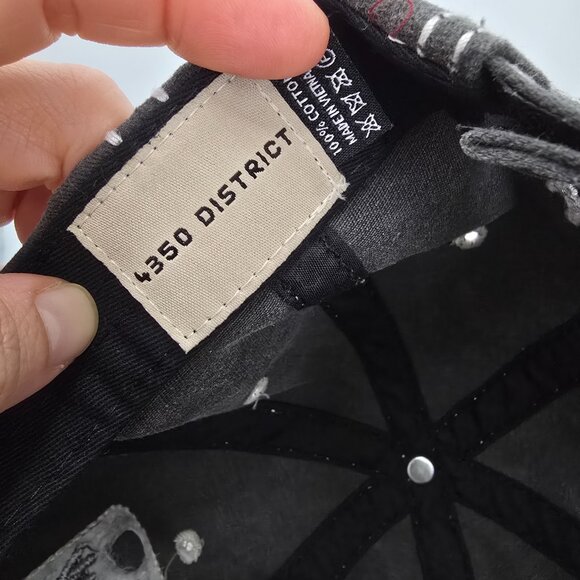 4350 DISTRICT
100% COTTON
MADE IN VIETNAM